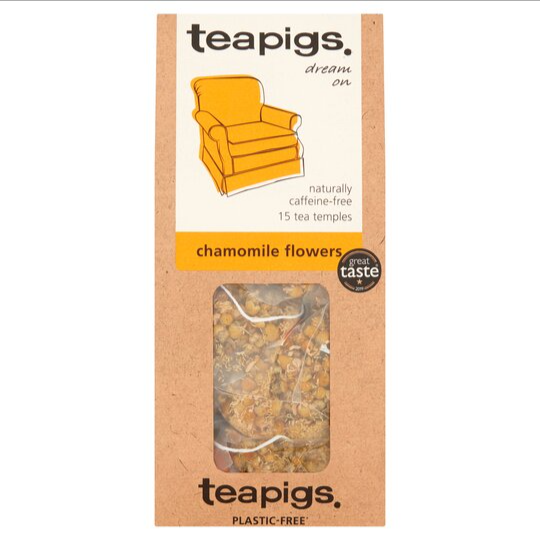 teapigs.
dream
on
naturally
caffeine-free
15 tea temples
chamomile flowers
great
taste
teapigs.
PLASTIC-FREE